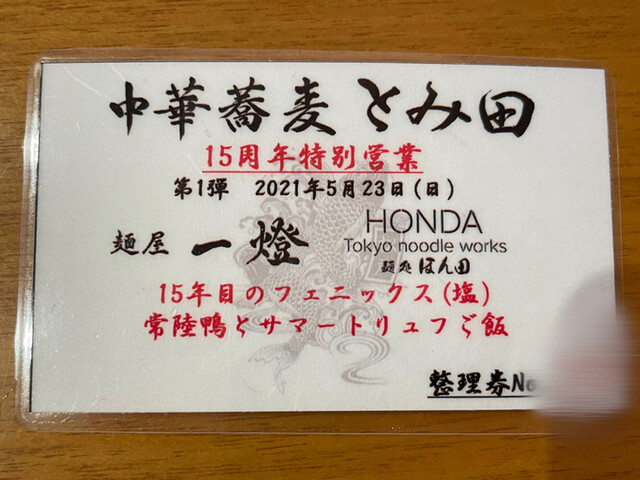 中華蕎麦 とみ田
15周年特別営業
第1弾 2021年5月23日(日)
麺屋 一燈
HONDA
Tokyo noodle works
麺処 ほん田
15年目のフェニックス(塩)
常陸鴨とサマートリュフご飯
整理券No